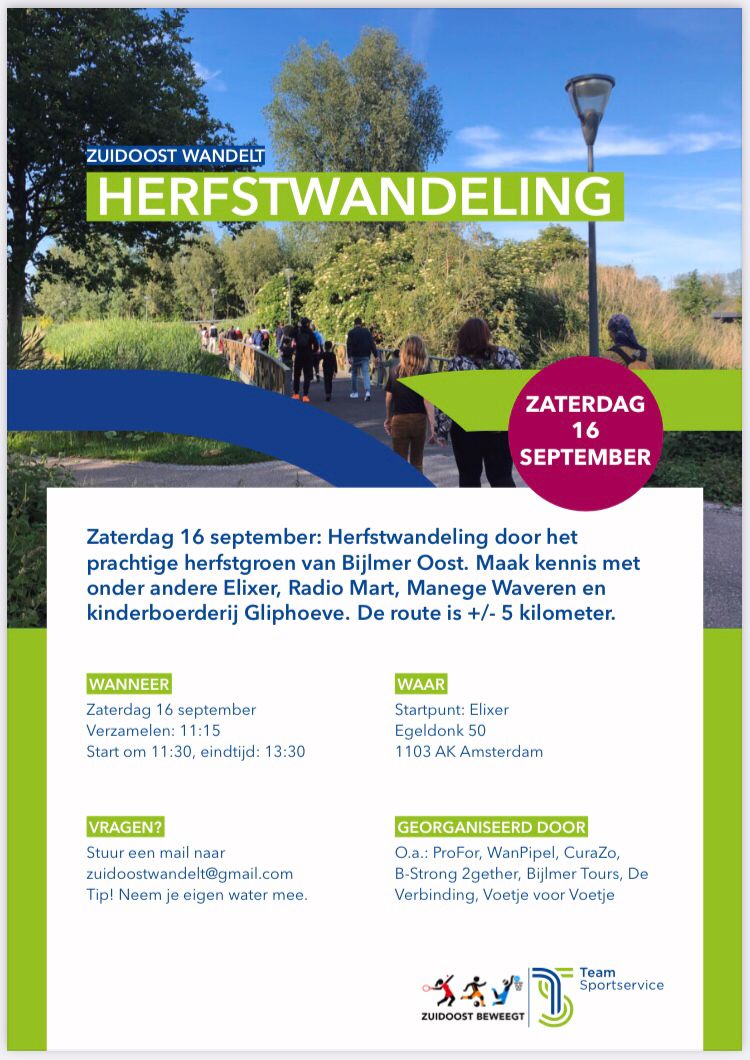 ZUIDOOST WANDELT
HERFSTWANDELING
ZATERDAG
16
SEPTEMBER
Zaterdag 16 september: Herfstwandeling door het
prachtige herfstgroen van Bijlmer Oost. Maak kennis met
onder andere Elixer, Radio Mart, Manege Waveren en
kinderboerderij Gliphoeve. De route is +/- 5 kilometer.
WANNEER
Zaterdag 16 september
Verzamelen: 11:15
Start om 11:30, eindtijd: 13:30
WAAR
Startpunt: Elixer
Egeldonk 50
1103 AK Amsterdam
VRAGEN?
Stuur een mail naar
zuidoostwandelt@gmail.com
Tip! Neem je eigen water mee.
GEORGANISEERD DOOR
O.a.: ProFor, WanPipel, CuraZo,
B-Strong 2gether, Bijlmer Tours, De
Verbinding, Voetje voor Voetje
ZUIDOOST BEWEEGT
Team
Sportservice